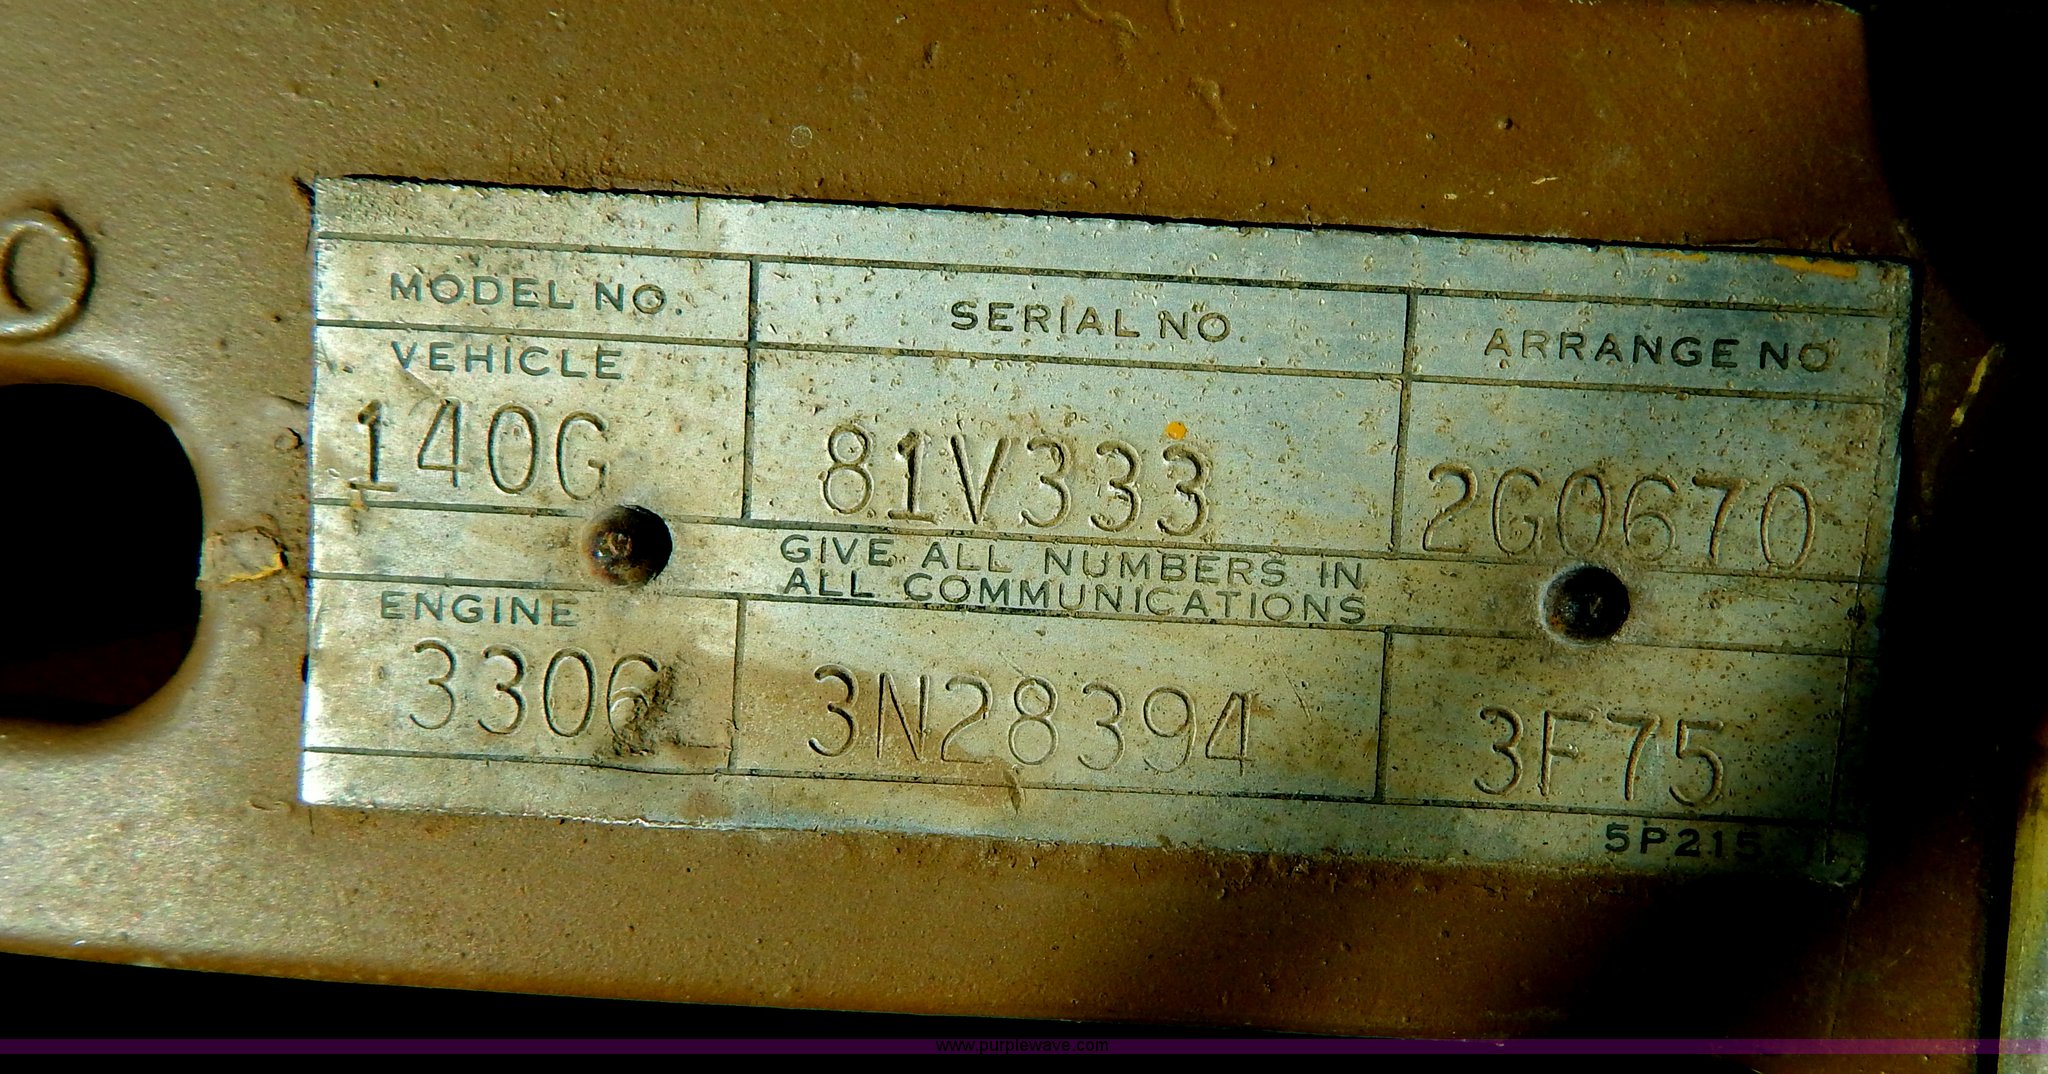 MODEL NO. SERIAL NO. ARRANGE NO
VEHICLE
140G 81V333 2G0670
GIVE ALL NUMBERS IN
ALL COMMUNICATIONS
ENGINE
3306 3N28394 3F75
www.purplewave.com